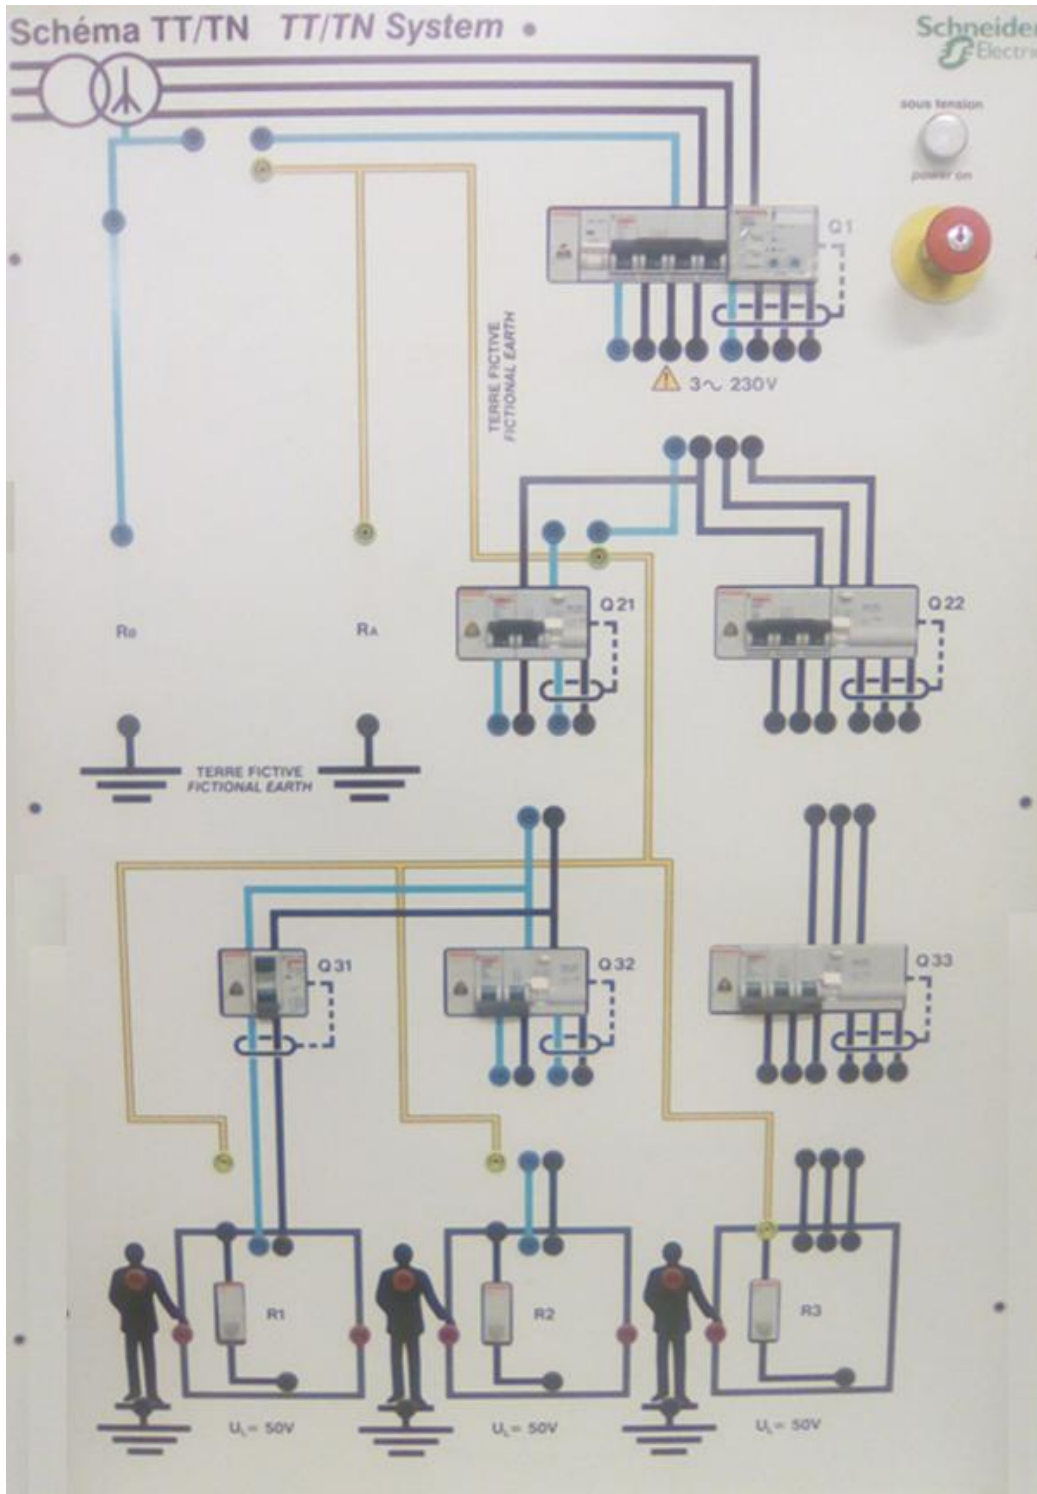 Schéma TT/TN TT/TN System
Schneider
Electric
sous tension
power on
Q1
TERRE FICTIVE
FICTIONAL EARTH
3~ 230V
Q21
Q22
RB
RA
TERRE FICTIVE
FICTIONAL EARTH
Q31
Q32
Q33
R1
R2
R3
UL= 50V
UL= 50V
UL= 50V